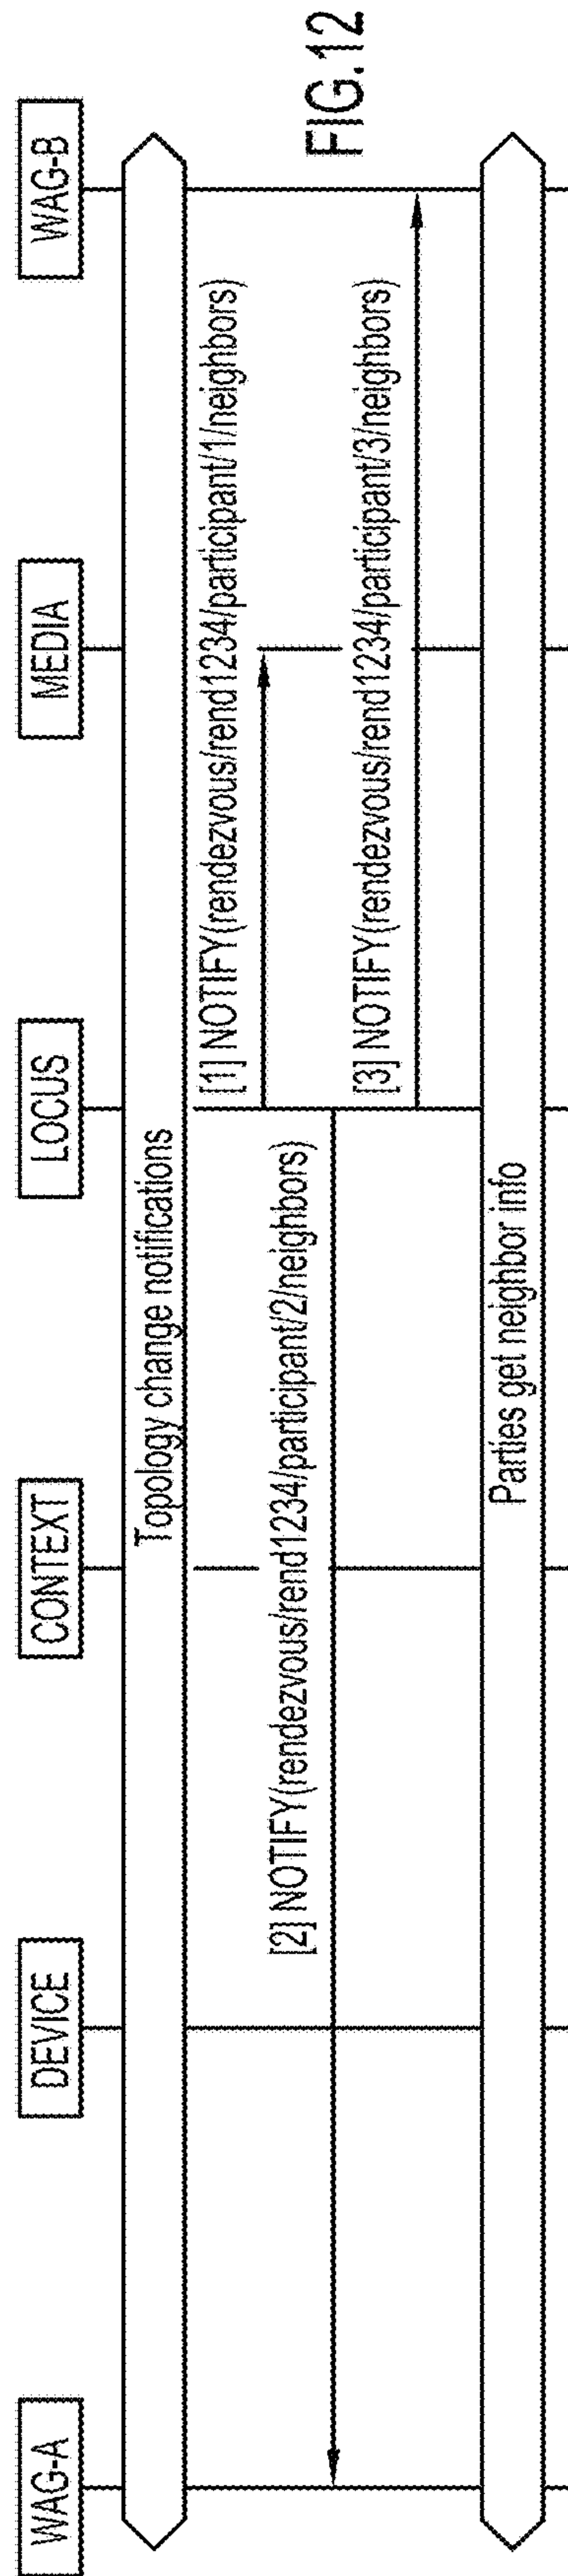 WAG-A
DEVICE
CONTEXT
LOCUS
MEDIA
WAG-B
Topology change notifications
[1] NOTIFY(rendezvous/rend1234/participant/1/neighbors)
[2] NOTIFY(rendezvous/rend1234/participant/2/neighbors)
[3] NOTIFY(rendezvous/rend1234/participant/3/neighbors)
Parties get neighbor info
FIG.12